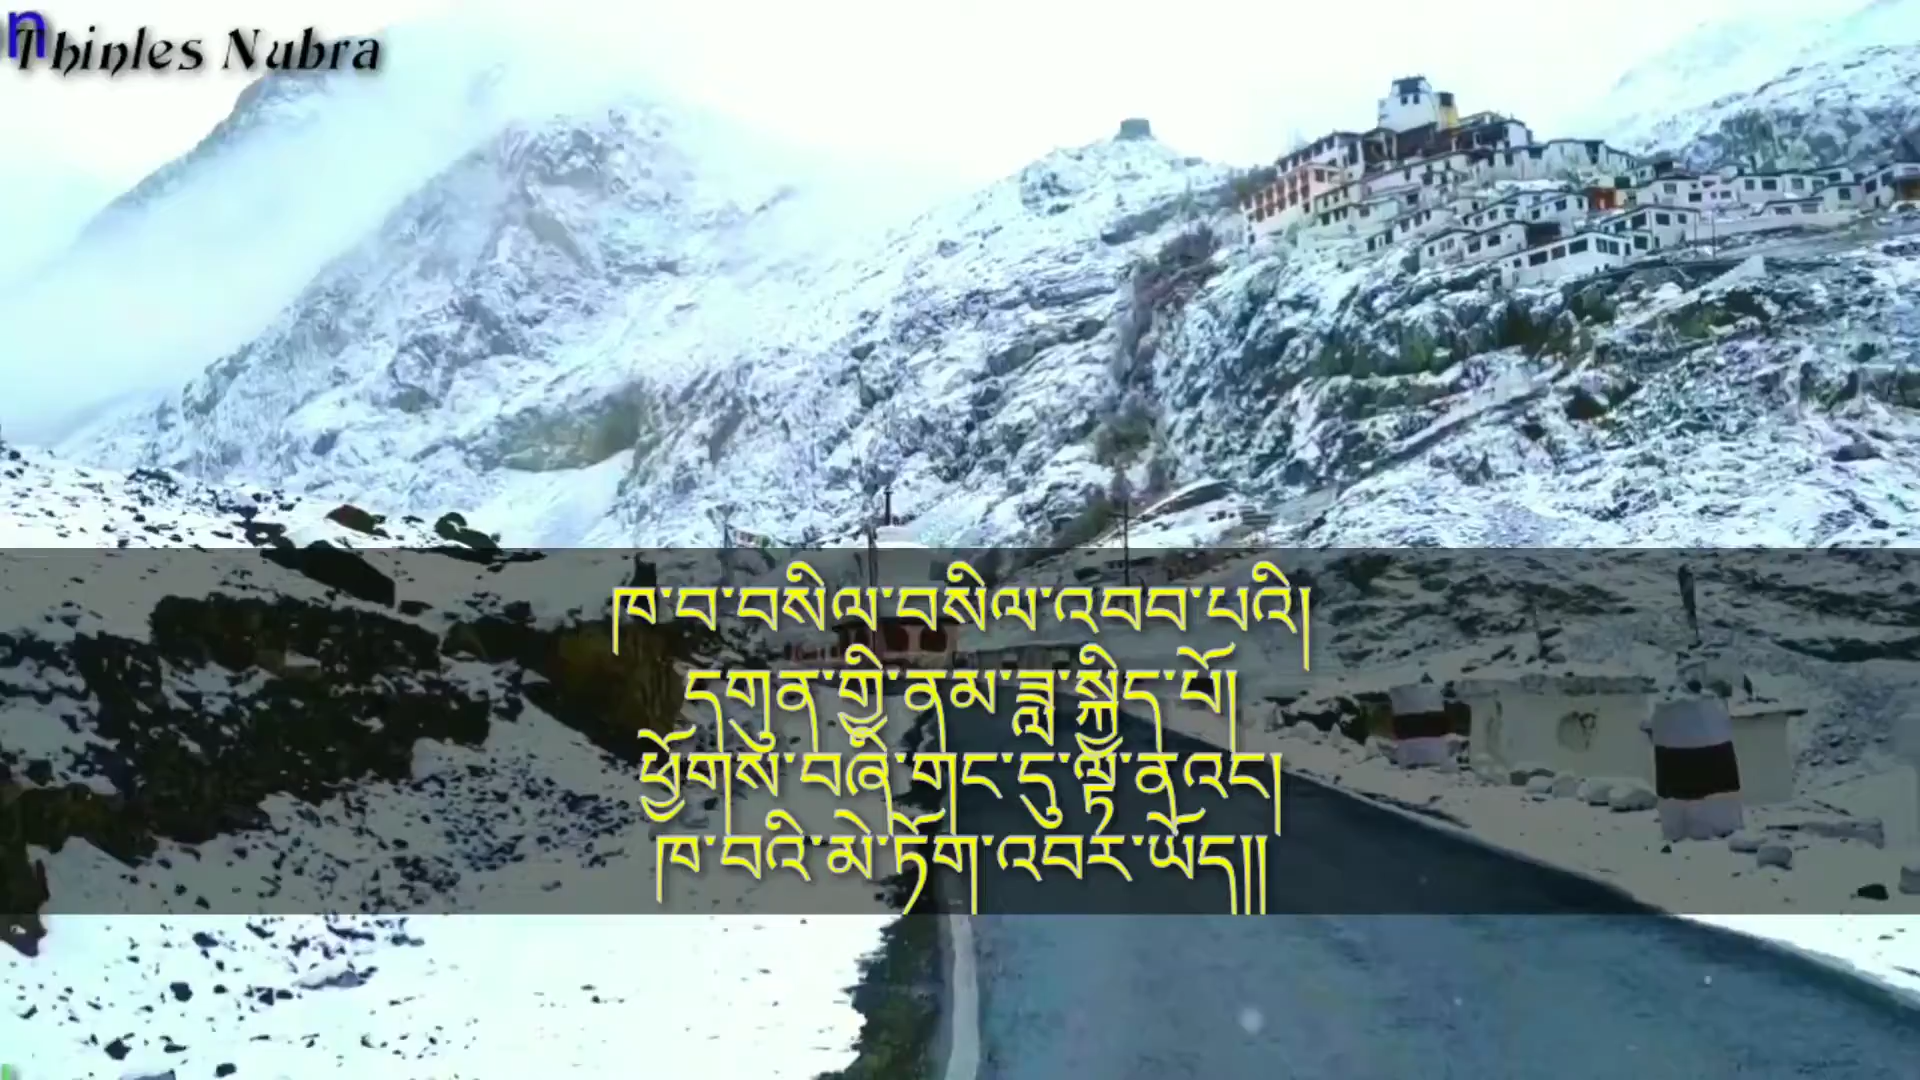 Thinles Nubra
ཁ་བ་བསིལ་བསིལ་འབབ་པའི།
དགུན་གྱི་ནམ་ཟླ་སྐྱིད་པོ།
ཕྱོགས་བཞི་གང་དུ་ལྟ་ནའང།
ཁ་བའི་མེ་ཏོག་འབར་ཡོད༎